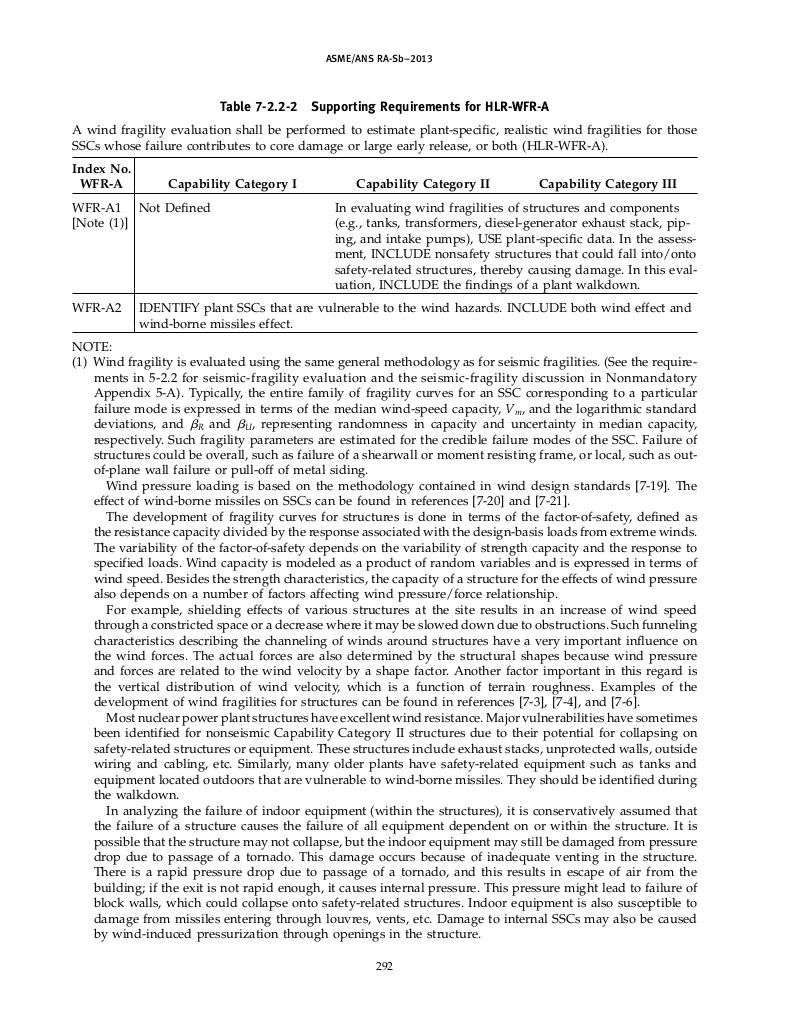 ASME/ANS RA-Sb–2013
Table 7-2.2-2 Supporting Requirements for HLR-WFR-A
A wind fragility evaluation shall be performed to estimate plant-specific, realistic wind fragilities for those
SSCs whose failure contributes to core damage or large early release, or both (HLR-WFR-A).
Index No.
WFR-A Capability Category I Capability Category II Capability Category III
WFR-A1 Not Defined In evaluating wind fragilities of structures and components
[Note (1)] (e.g., tanks, transformers, diesel-generator exhaust stack, pip-
ing, and intake pumps), USE plant-specific data. In the assess-
ment, INCLUDE nonsafety structures that could fall into/onto
safety-related structures, thereby causing damage. In this eval-
uation, INCLUDE the findings of a plant walkdown.
WFR-A2 IDENTIFY plant SSCs that are vulnerable to the wind hazards. INCLUDE both wind effect and
wind-borne missiles effect.
NOTE:
(1) Wind fragility is evaluated using the same general methodology as for seismic fragilities. (See the require-
ments in 5-2.2 for seismic-fragility evaluation and the seismic-fragility discussion in Nonmandatory
Appendix 5-A). Typically, the entire family of fragility curves for an SSC corresponding to a particular
failure mode is expressed in terms of the median wind-speed capacity, Vm, and the logarithmic standard
deviations, and βR and βU, representing randomness in capacity and uncertainty in median capacity,
respectively. Such fragility parameters are estimated for the credible failure modes of the SSC. Failure of
structures could be overall, such as failure of a shearwall or moment resisting frame, or local, such as out-
of-plane wall failure or pull-off of metal siding.
Wind pressure loading is based on the methodology contained in wind design standards [7-19]. The
effect of wind-borne missiles on SSCs can be found in references [7-20] and [7-21].
The development of fragility curves for structures is done in terms of the factor-of-safety, defined as
the resistance capacity divided by the response associated with the design-basis loads from extreme winds.
The variability of the factor-of-safety depends on the variability of strength capacity and the response to
specified loads. Wind capacity is modeled as a product of random variables and is expressed in terms of
wind speed. Besides the strength characteristics, the capacity of a structure for the effects of wind pressure
also depends on a number of factors affecting wind pressure/force relationship.
For example, shielding effects of various structures at the site results in an increase of wind speed
through a constricted space or a decrease where it may be slowed down due to obstructions. Such funneling
characteristics describing the channeling of winds around structures have a very important influence on
the wind forces. The actual forces are also determined by the structural shapes because wind pressure
and forces are related to the wind velocity by a shape factor. Another factor important in this regard is
the vertical distribution of wind velocity, which is a function of terrain roughness. Examples of the
development of wind fragilities for structures can be found in references [7-3], [7-4], and [7-6].
Most nuclear power plant structures have excellent wind resistance. Major vulnerabilities have sometimes
been identified for nonseismic Capability Category II structures due to their potential for collapsing on
safety-related structures or equipment. These structures include exhaust stacks, unprotected walls, outside
wiring and cabling, etc. Similarly, many older plants have safety-related equipment such as tanks and
equipment located outdoors that are vulnerable to wind-borne missiles. They should be identified during
the walkdown.
In analyzing the failure of indoor equipment (within the structures), it is conservatively assumed that
the failure of a structure causes the failure of all equipment dependent on or within the structure. It is
possible that the structure may not collapse, but the indoor equipment may still be damaged from pressure
drop due to passage of a tornado. This damage occurs because of inadequate venting in the structure.
There is a rapid pressure drop due to passage of a tornado, and this results in escape of air from the
building; if the exit is not rapid enough, it causes internal pressure. This pressure might lead to failure of
block walls, which could collapse onto safety-related structures. Indoor equipment is also susceptible to
damage from missiles entering through louvres, vents, etc. Damage to internal SSCs may also be caused
by wind-induced pressurization through openings in the structure.
292